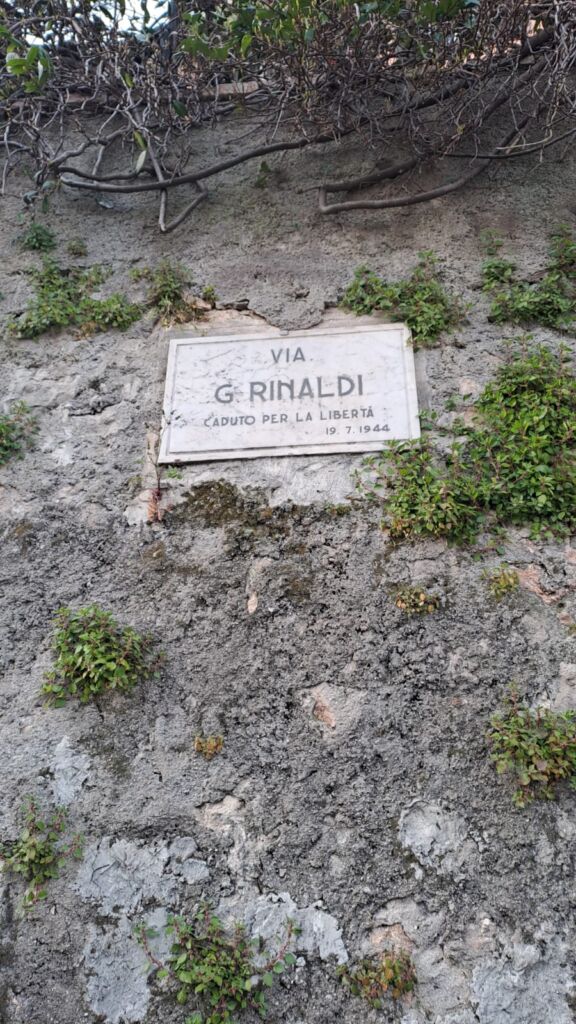 VIA
G. RINALDI
CADUTO PER LA LIBERTÀ
19.7.1944